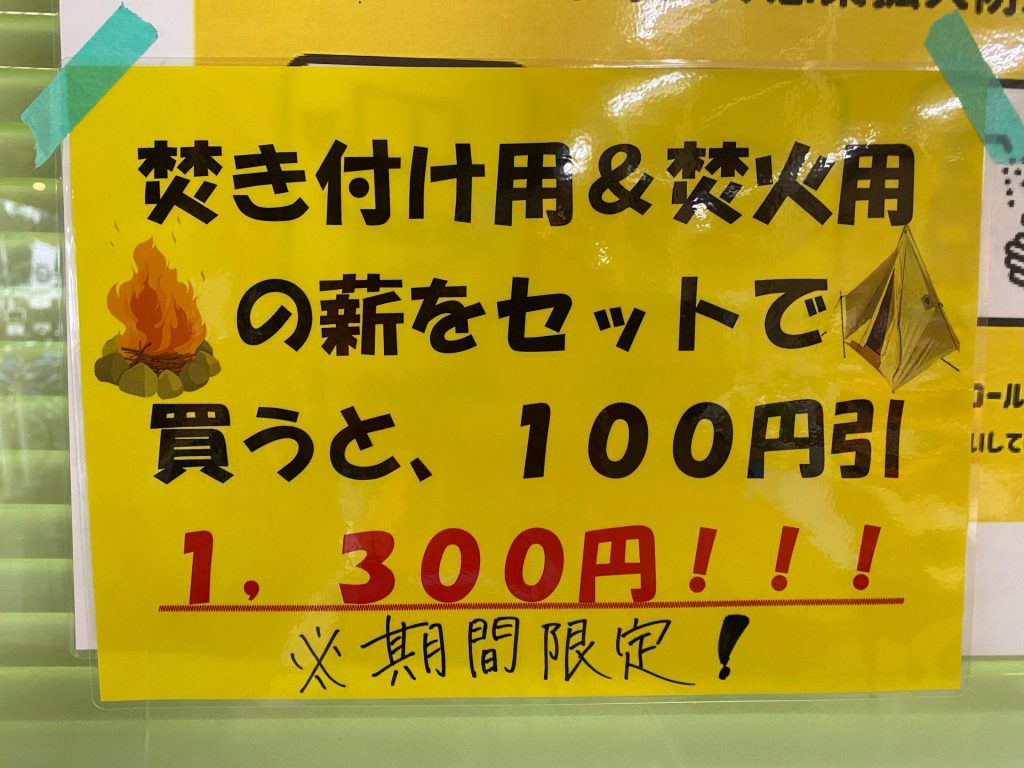 焚き付け用＆焚火用
の薪をセットで
買うと、１００円引
１，３００円！！！
※期間限定！